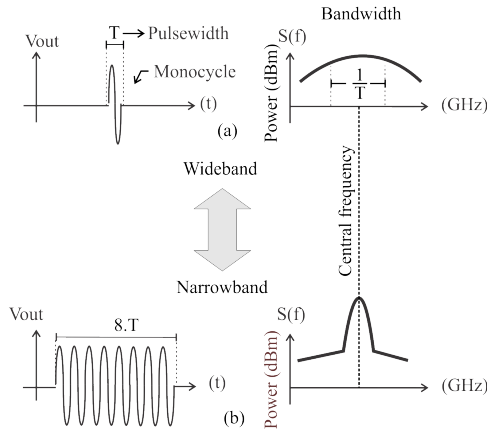 Bandwidth
Vout
T
Pulsewidth
S(f)
Monocycle
1
T
Power (dBm)
(t)
(GHz)
(a)
Wideband
Central frequency
Narrowband
Vout
8.T
S(f)
Power (dBm)
(t)
(GHz)
(b)